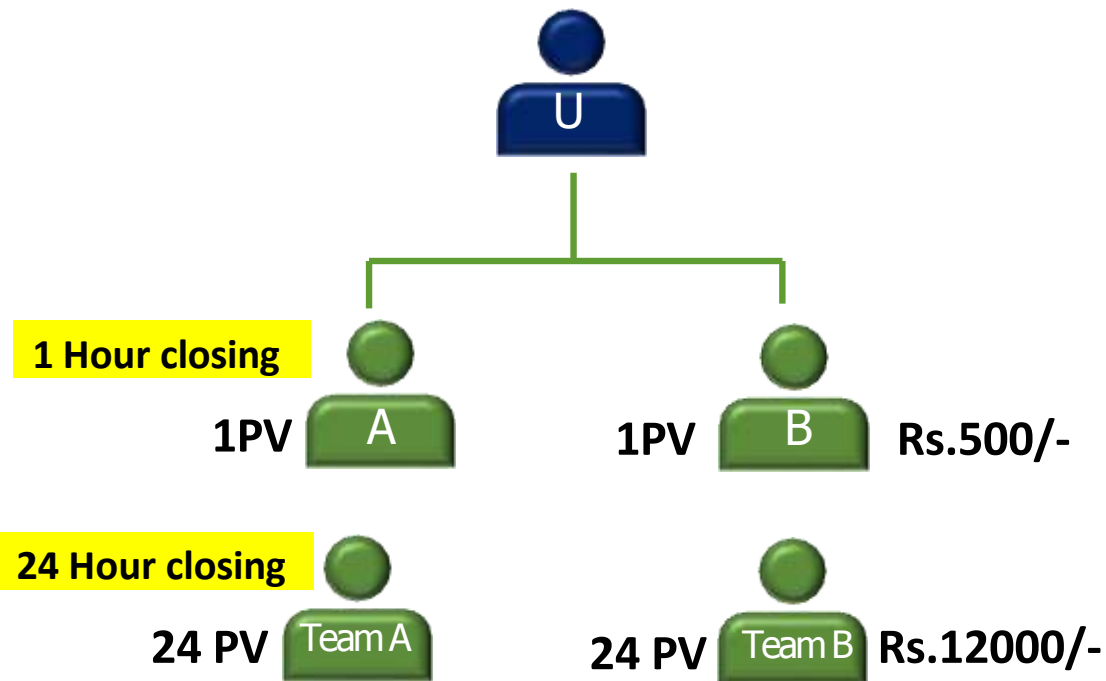 U
1 Hour closing
1PV
A
1PV
B
Rs.500/-
24 Hour closing
24 PV
Team A
24 PV
Team B
Rs.12000/-